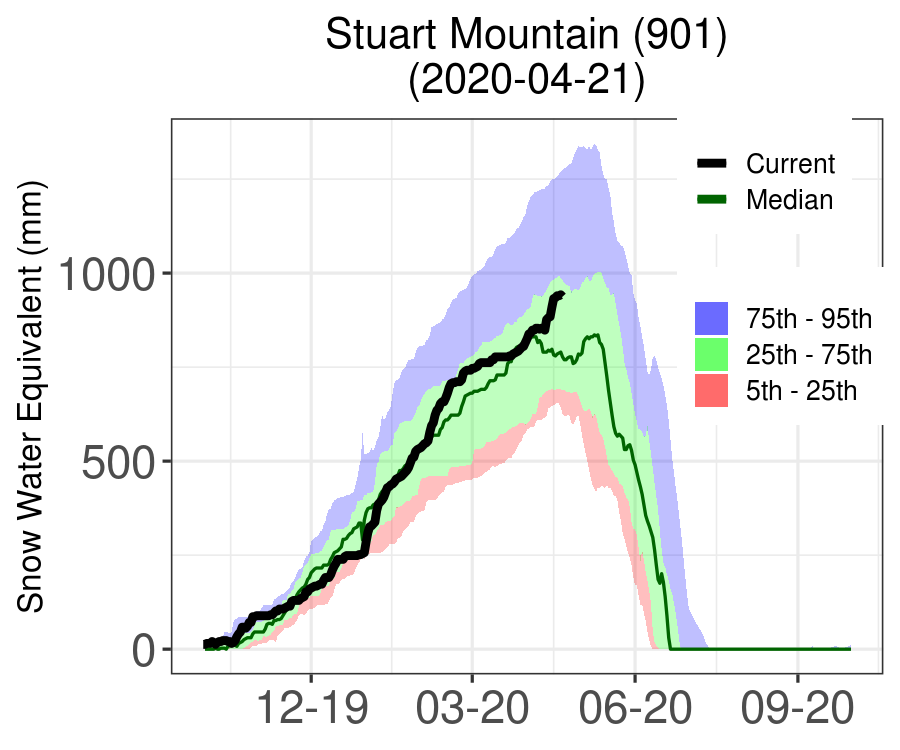 Stuart Mountain (901)
(2020-04-21)
Snow Water Equivalent (mm)
1000
500
0
12-19
03-20
06-20
09-20
Current
Median
75th - 95th
25th - 75th
5th - 25th